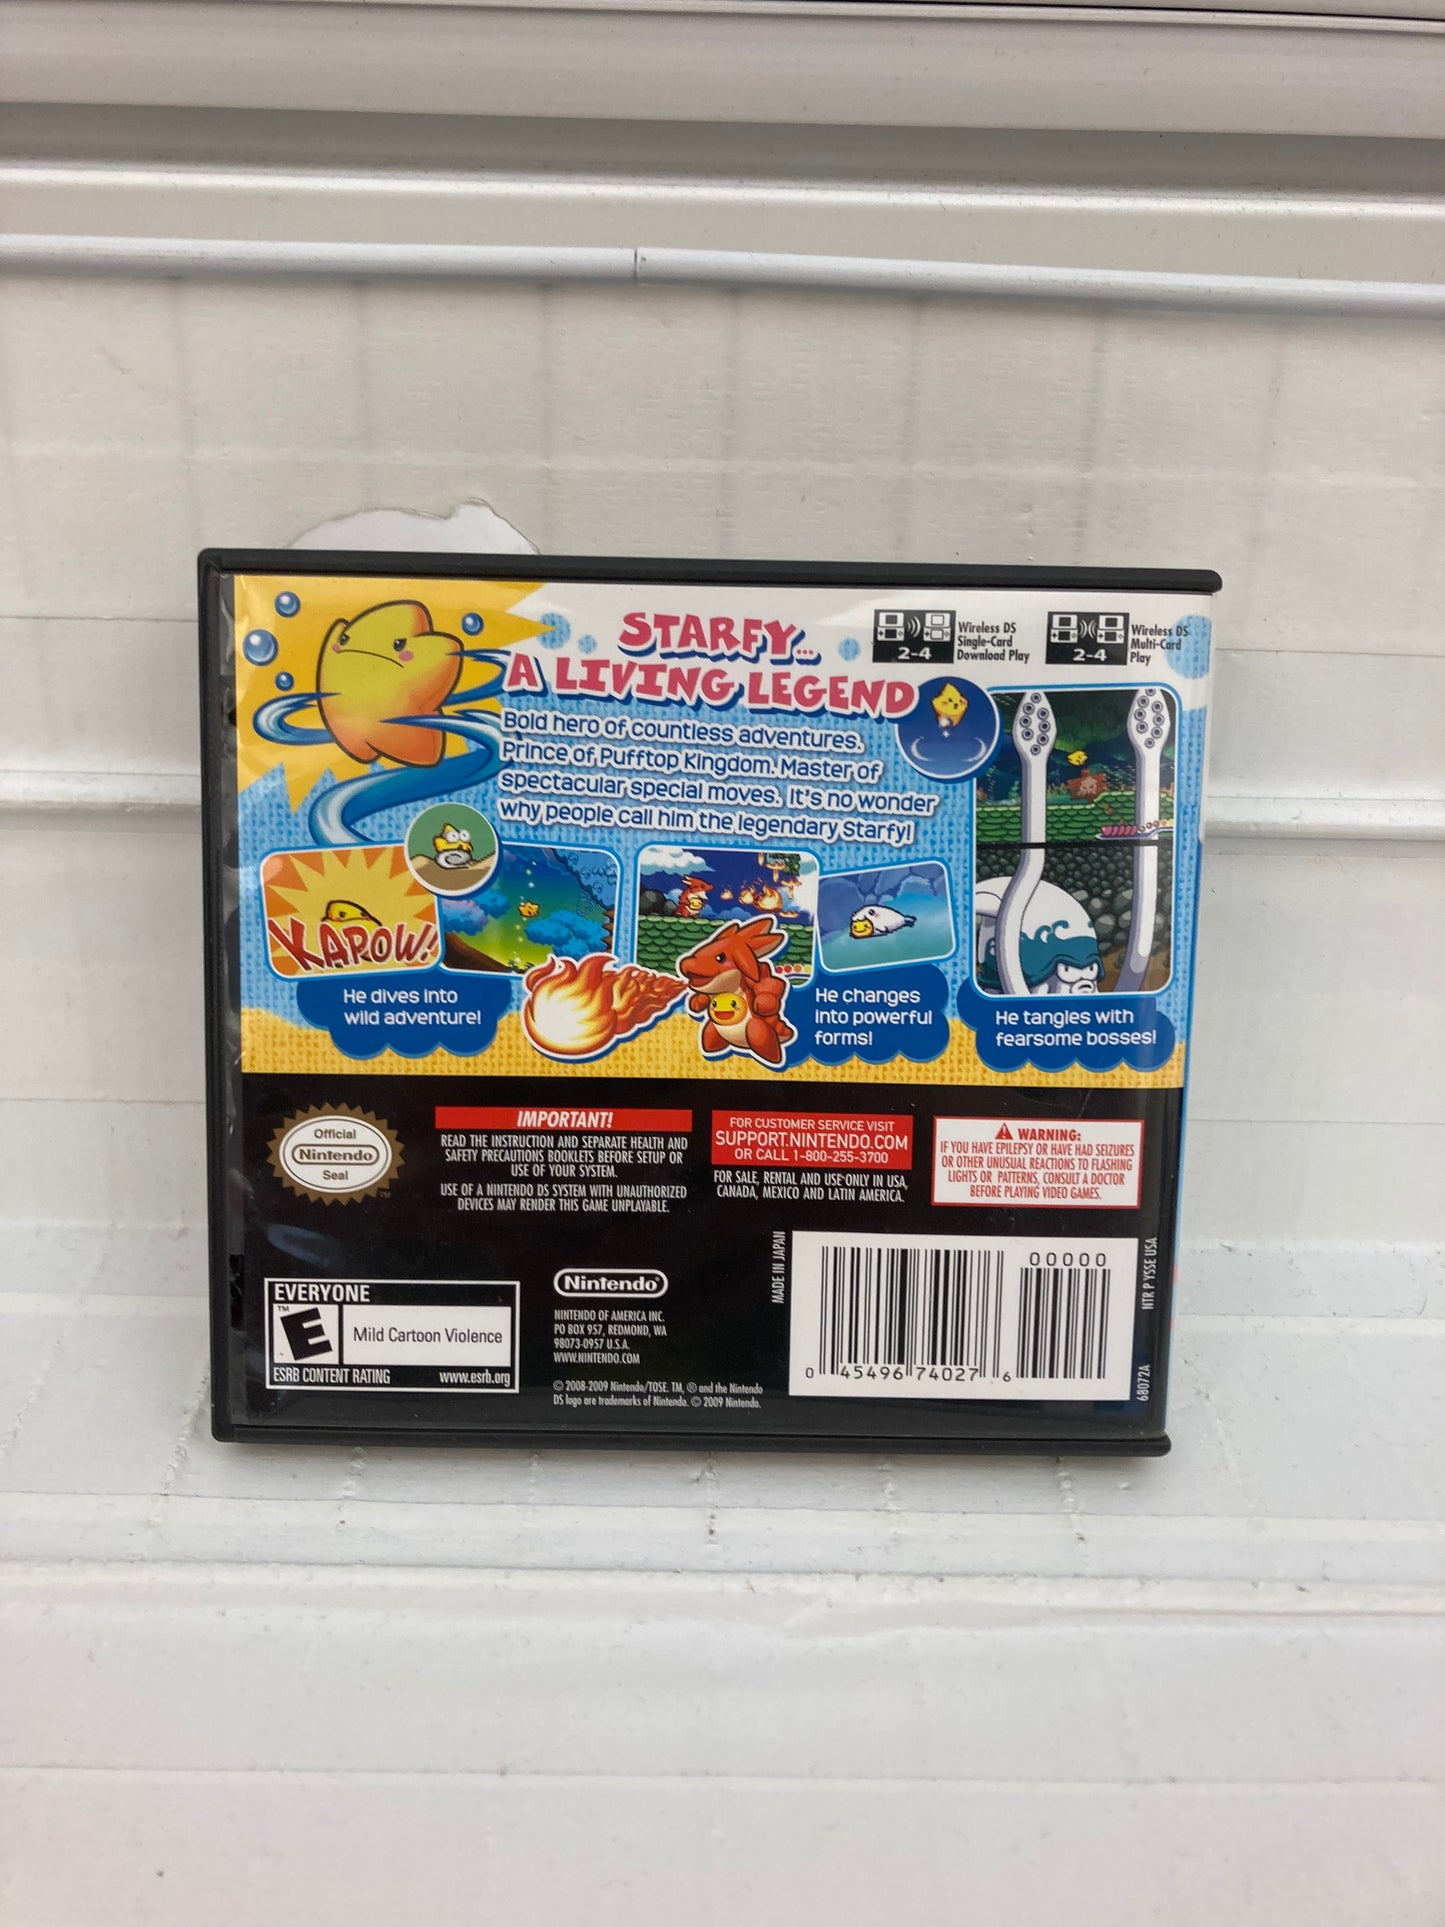 STARFY...
A LIVING LEGEND
2-4
Wireless DS
Single-Card
Download Play
2-4
Wireless DS
Multi-Card
Play
Bold hero of countless adventures.
Prince of Pufftop Kingdom. Master of
spectacular special moves. It's no wonder
why people call him the legendary Starfy!
KAPOW!
He dives into
wild adventure!
He changes
into powerful
forms!
He tangles with
fearsome bosses!
Official
Nintendo
Seal
TM
IMPORTANT!
READ THE INSTRUCTION AND SEPARATE HEALTH AND
SAFETY PRECAUTIONS BOOKLETS BEFORE SETUP OR
USE OF YOUR SYSTEM.
USE OF A NINTENDO DS SYSTEM WITH UNAUTHORIZED
DEVICES MAY RENDER THIS GAME UNPLAYABLE.
FOR CUSTOMER SERVICE VISIT
SUPPORT.NINTENDO.COM
OR CALL 1-800-255-3700
FOR SALE, RENTAL AND USE ONLY IN USA,
CANADA, MEXICO AND LATIN AMERICA.
WARNING:
IF YOU HAVE EPILEPSY OR HAVE HAD SEIZURES
OR OTHER UNUSUAL REACTIONS TO FLASHING
LIGHTS OR PATTERNS, CONSULT A DOCTOR
BEFORE PLAYING VIDEO GAMES.
EVERYONE
TM
E
Mild Cartoon Violence
ESRB CONTENT RATING www.esrb.org
Nintendo®
NINTENDO OF AMERICA INC.
PO BOX 957, REDMOND, WA
98073-0957 U.S.A.
WWW.NINTENDO.COM
© 2008-2009 Nintendo/TOSE. TM, ® and the Nintendo
DS logo are trademarks of Nintendo. © 2009 Nintendo.
MADE IN JAPAN
00000
0 45496 74027 6
NTR P YSSE USA
68072A